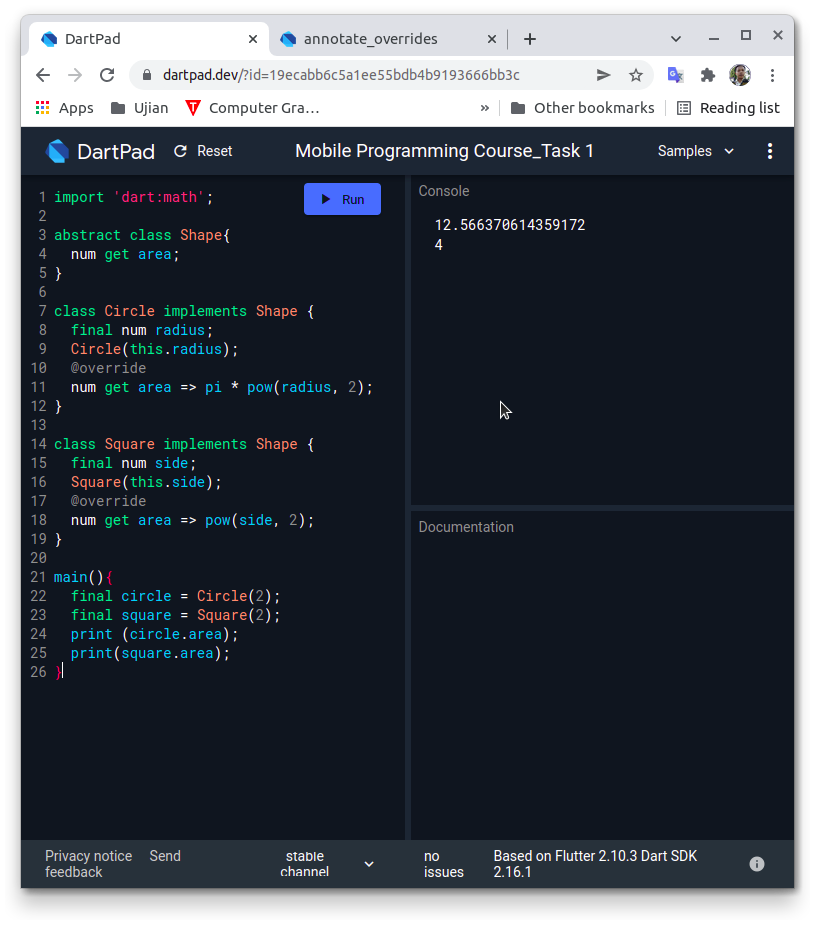 DartPad
annotate_overrides
dartpad.dev/?id=19ecabb6c5a1ee55bdb4b9193666bb3c
Apps Ujian Computer Gra... » Other bookmarks Reading list
DartPad Reset Mobile Programming Course_Task 1 Samples
Run
1 import 'dart:math';
2
3 abstract class Shape{
4   num get area;
5 }
6
7 class Circle implements Shape {
8   final num radius;
9   Circle(this.radius);
10   @override
11   num get area => pi * pow(radius, 2);
12 }
13
14 class Square implements Shape {
15   final num side;
16   Square(this.side);
17   @override
18   num get area => pow(side, 2);
19 }
20
21 main(){
22   final circle = Circle(2);
23   final square = Square(2);
24   print (circle.area);
25   print(square.area);
26 }
Console
12.566370614359172
4
Documentation
Privacy notice Send
feedback
stable
channel
no
issues
Based on Flutter 2.10.3 Dart SDK
2.16.1